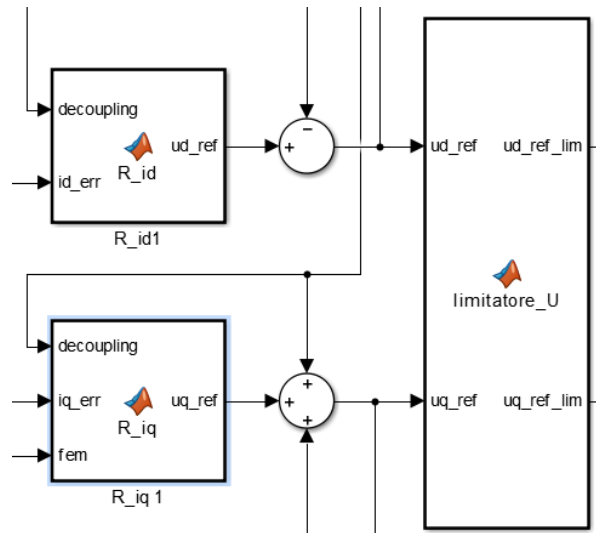 decoupling
R_id
ud_ref
id_err
R_id1
−
+
ud_ref
ud_ref_lim
limitatore_U
decoupling
iq_err
R_iq
uq_ref
fem
R_iq 1
+
+
+
uq_ref
uq_ref_lim